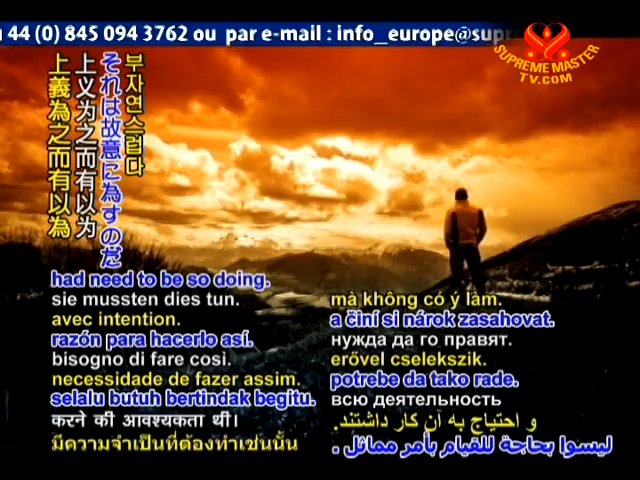 44 (0) 845 094 3762 ou par e-mail : info_europe@sup
SUPREME MASTER
TV.COM
부자연스럽다
それは故意に為すのだ
上义为之而有以为
上義為之而有以為
had need to be so doing.
sie mussten dies tun.
avec intention.
razón para hacerlo así.
bisogno di fare cosi.
necessidade de fazer assim.
selalu butuh bertindak begitu.
करने की आवश्यकता थी।
มีความจำเป็นที่ต้องทำเช่นนั้น
mà không có ý làm.
a činí si nárok zasahovat.
нужда да го правят.
erővel cselekszik.
potrebe da tako rade.
всю деятельность
و احتیاج به آن کار داشتند.
ليسوا بحاجة للقيام بأمر مماثل .